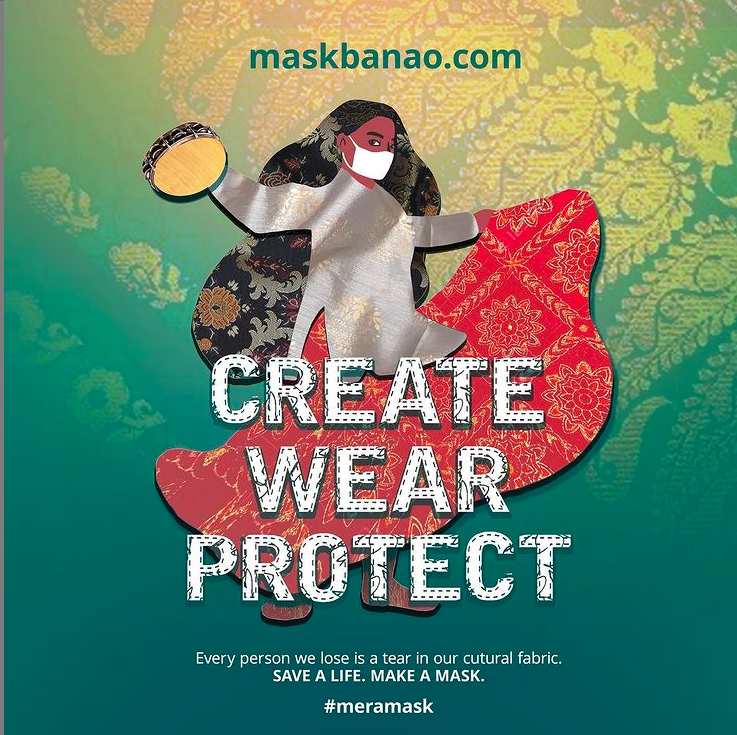 maskbanao.com
CREATE
WEAR
PROTECT
Every person we lose is a tear in our cutural fabric.
SAVE A LIFE. MAKE A MASK.
#meramask